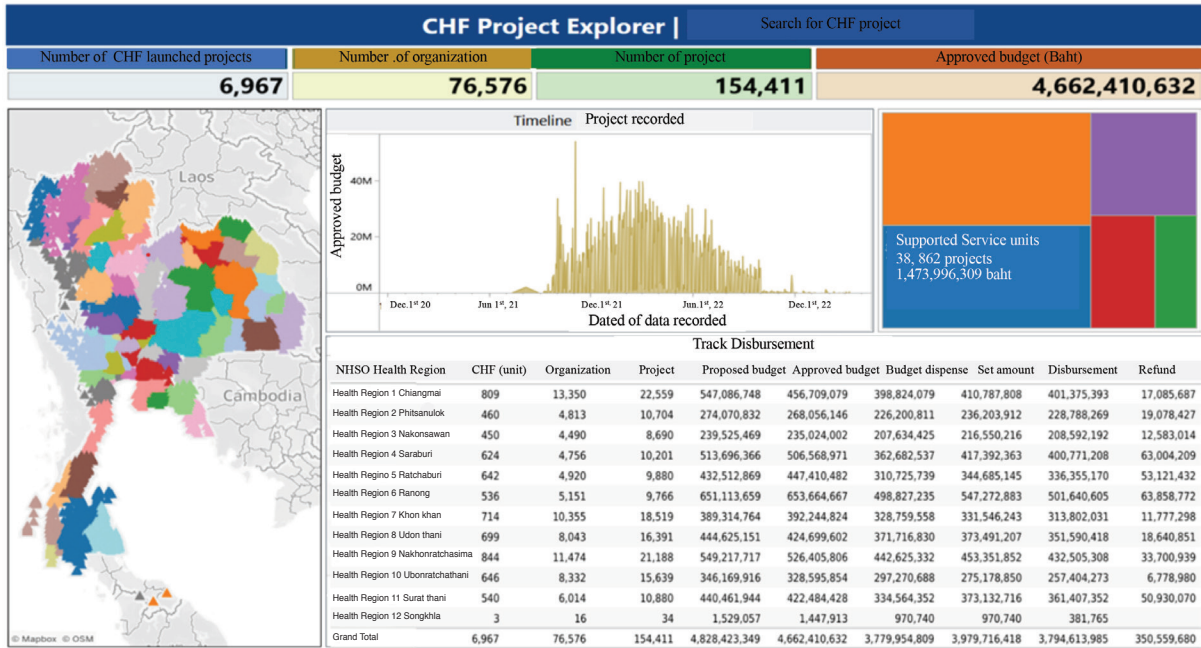 CHF Project Explorer | Search for CHF project
Number of CHF launched projects
6,967
Number .of organization
76,576
Number of project
154,411
Approved budget (Baht)
4,662,410,632
Laos
Cambodia
© Mapbox © OSM
Timeline Project recorded
Approved budget
40M
20M
0M
Dec.1st 20 Jun 1st, 21 Dec.1st, 21 Jun.1st, 22 Dec.1st, 22
Dated of data recorded
Supported Service units
38, 862 projects
1,473,996,309 baht
Track Disbursement
NHSO Health Region CHF (unit) Organization Project Proposed budget Approved budget Budget dispense Set amount Disbursement Refund
Health Region 1 Chiangmai 809 13,350 22,559 547,086,748 456,709,079 398,824,079 410,787,808 401,375,393 17,085,687
Health Region 2 Phitsanulok 460 4,813 10,704 274,070,832 268,056,146 226,200,811 236,203,912 228,788,269 19,078,427
Health Region 3 Nakonsawan 450 4,490 8,690 239,525,469 235,024,002 207,634,425 216,550,216 208,592,192 12,583,014
Health Region 4 Saraburi 624 4,756 10,201 513,696,366 506,568,971 362,682,537 417,392,363 400,771,208 63,004,209
Health Region 5 Ratchaburi 642 4,920 9,880 432,512,869 447,410,482 310,725,739 344,685,145 336,355,170 53,121,432
Health Region 6 Ranong 536 5,151 9,766 651,113,659 653,664,667 498,827,235 547,272,883 501,640,605 63,858,772
Health Region 7 Khon khan 714 10,355 18,519 389,314,764 392,244,824 328,759,558 331,546,243 313,802,031 11,777,298
Health Region 8 Udon thani 699 8,043 16,391 444,625,151 424,699,602 371,716,830 373,491,207 351,590,418 18,640,851
Health Region 9 Nakhonratchasima 844 11,474 21,188 549,217,717 526,405,806 442,625,332 453,351,852 432,505,308 33,700,939
Health Region 10 Ubonratchathani 646 8,332 15,639 346,169,916 328,595,854 297,270,688 275,178,850 257,404,273 6,778,980
Health Region 11 Surat thani 540 6,014 10,880 440,461,944 422,484,428 334,564,352 373,132,716 361,407,352 50,930,070
Health Region 12 Songkhla 3 16 34 1,529,057 1,447,913 970,740 970,740 381,765
Grand Total 6,967 76,576 154,411 4,828,423,349 4,662,410,632 3,779,954,809 3,979,716,418 3,794,613,985 350,559,680